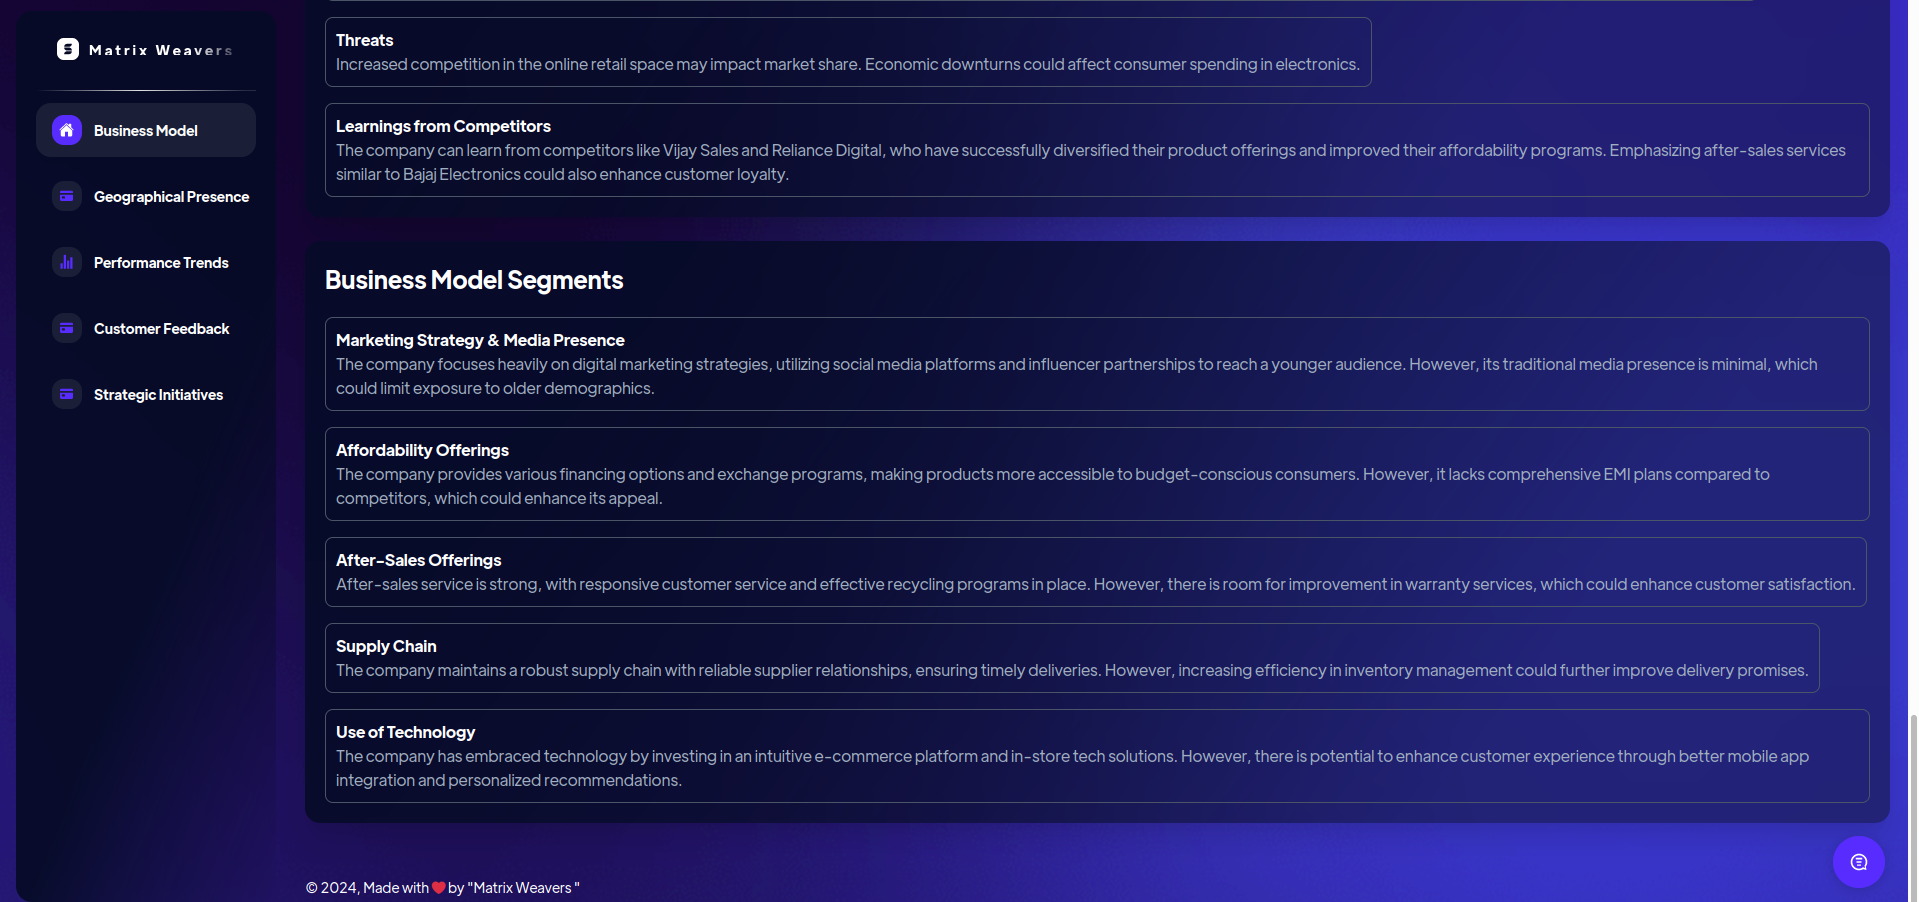 Matrix Weavers
Business Model
Geographical Presence
Performance Trends
Customer Feedback
Strategic Initiatives
Threats
Increased competition in the online retail space may impact market share. Economic downturns could affect consumer spending in electronics.
Learnings from Competitors
The company can learn from competitors like Vijay Sales and Reliance Digital, who have successfully diversified their product offerings and improved their affordability programs. Emphasizing after-sales services
similar to Bajaj Electronics could also enhance customer loyalty.
Business Model Segments
Marketing Strategy & Media Presence
The company focuses heavily on digital marketing strategies, utilizing social media platforms and influencer partnerships to reach a younger audience. However, its traditional media presence is minimal, which
could limit exposure to older demographics.
Affordability Offerings
The company provides various financing options and exchange programs, making products more accessible to budget-conscious consumers. However, it lacks comprehensive EMI plans compared to
competitors, which could enhance its appeal.
After-Sales Offerings
After-sales service is strong, with responsive customer service and effective recycling programs in place. However, there is room for improvement in warranty services, which could enhance customer satisfaction.
Supply Chain
The company maintains a robust supply chain with reliable supplier relationships, ensuring timely deliveries. However, increasing efficiency in inventory management could further improve delivery promises.
Use of Technology
The company has embraced technology by investing in an intuitive e-commerce platform and in-store tech solutions. However, there is potential to enhance customer experience through better mobile app
integration and personalized recommendations.
© 2024, Made with ❤️ by "Matrix Weavers "